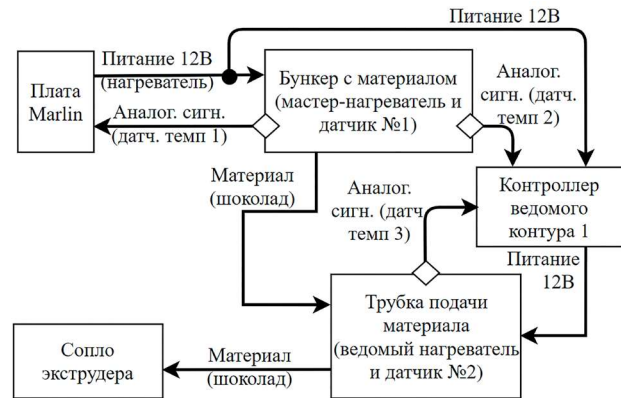 Питание 12В
Плата
Marlin
Питание 12В
(нагреватель)
Аналог. сигн.
(датч. темп 1)
Бункер с материалом
(мастер-нагреватель и
датчик №1)
Аналог.
сигн. (датч.
темп 2)
Материал
(шоколад)
Аналог.
сигн. (датч.
темп 3)
Контроллер
ведомого
контура 1
Питание
12В
Трубка подачи
материала
(ведомый нагреватель
и датчик №2)
Сопло
экструдера
Материал
(шоколад)